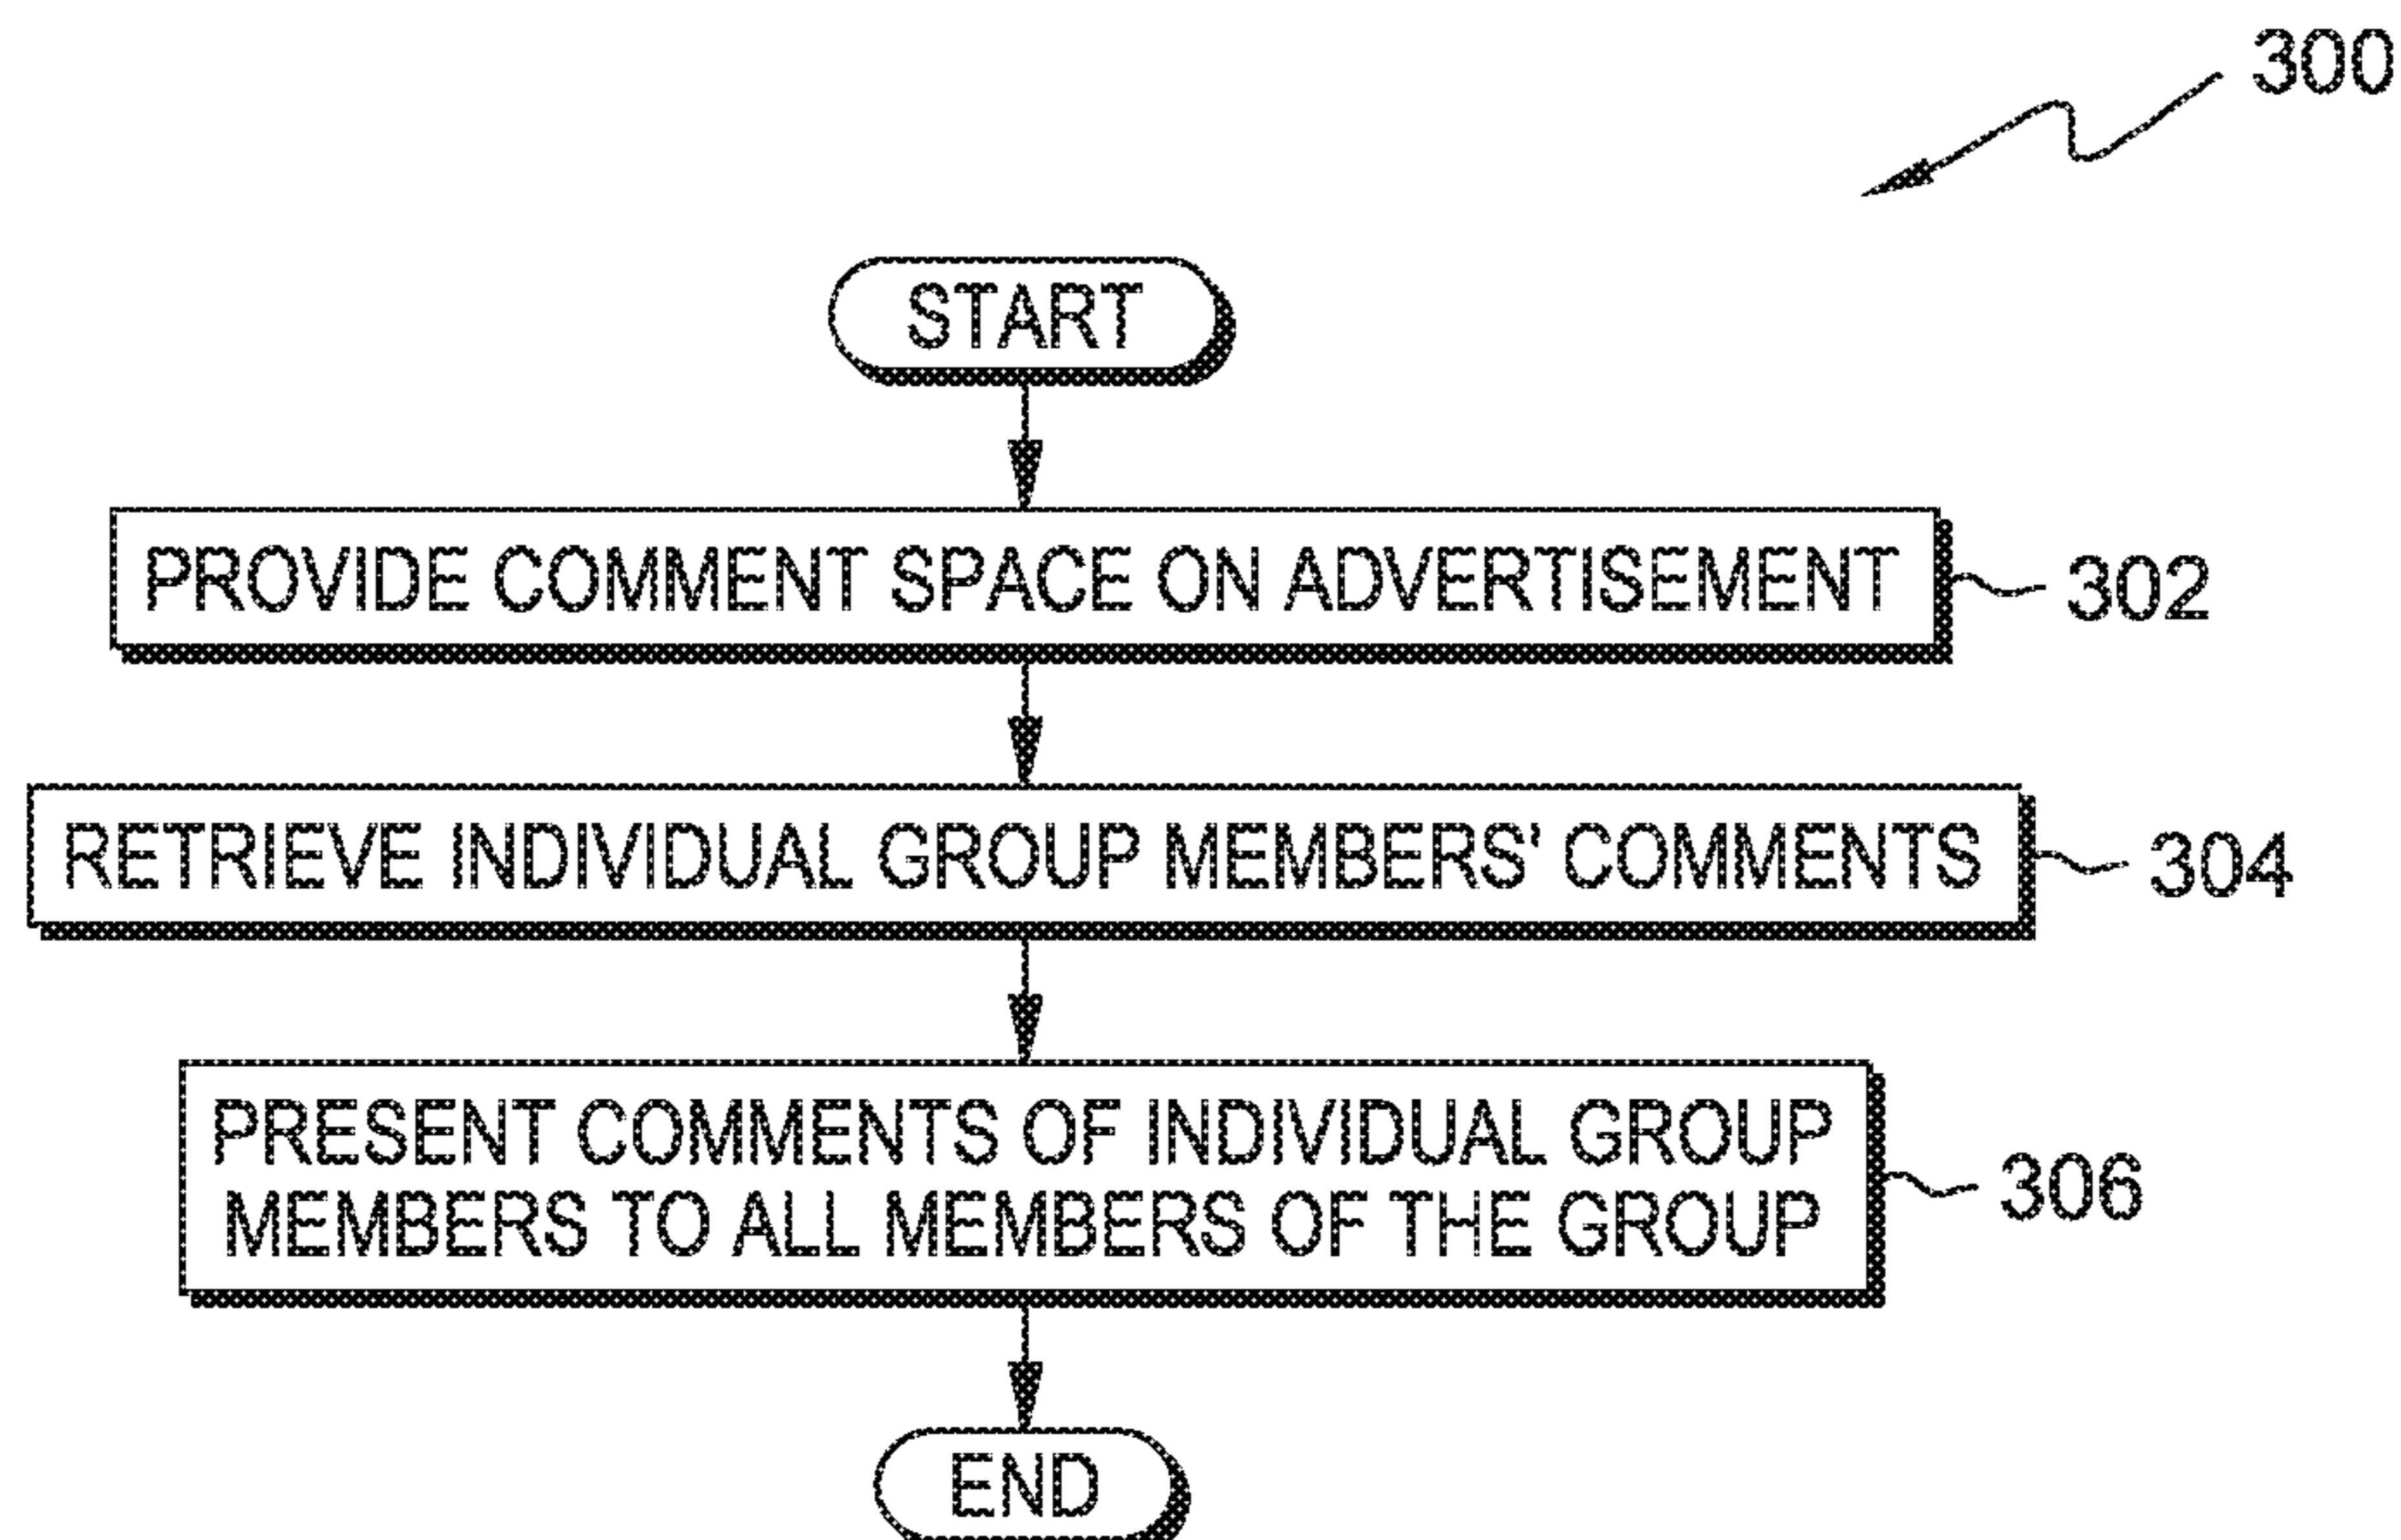 300
START
PROVIDE COMMENT SPACE ON ADVERTISEMENT
302
RETRIEVE INDIVIDUAL GROUP MEMBERS' COMMENTS
304
PRESENT COMMENTS OF INDIVIDUAL GROUP
MEMBERS TO ALL MEMBERS OF THE GROUP
306
END